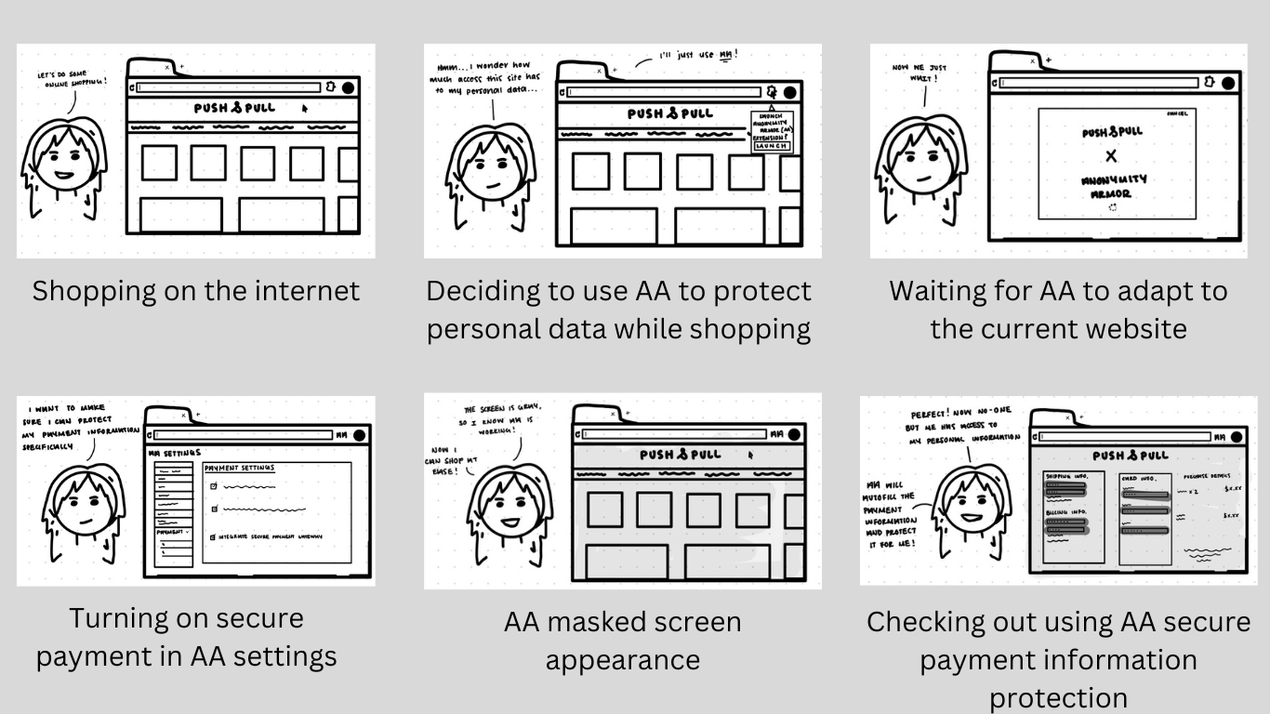 LET'S DO SOME
ONLINE SHOPPING!
PUSH & PULL
Shopping on the internet
Hmm... I wonder how
much access this site has
to my personal data...
I'll just use AA!
PUSH & PULL
LAUNCH
ANONYMITY
ARMOR (AA)
EXTENSION?
LAUNCH
Deciding to use AA to protect
personal data while shopping
NOW WE JUST
WAIT!
CANCEL
PUSH & PULL
X
ANONYMITY
ARMOR
Waiting for AA to adapt to
the current website
I WANT TO MAKE
SURE I CAN PROTECT
MY PAYMENT INFORMATION
SPECIFICALLY
AA
AA SETTINGS
PAYMENT SETTINGS
PAYMENT
INTEGRATE SECURE PAYMENT GATEWAY
Turning on secure
payment in AA settings
THE SCREEN IS GRAY,
SO I KNOW AA IS
WORKING!
NOW I
CAN SHOP AT
EASE!
AA
PUSH & PULL
AA masked screen
appearance
PERFECT! NOW NO-ONE
BUT ME HAS ACCESS TO
MY PERSONAL INFORMATION
AA WILL
AUTOFILL THE
PAYMENT
INFORMATION
AND PROTECT
IT FOR ME!
AA
PUSH & PULL
SHIPPING INFO.
CARD INFO.
PURCHASE DETAILS
x2
$x.xx
BILLING INFO.
$x.xx
Checking out using AA secure
payment information
protection